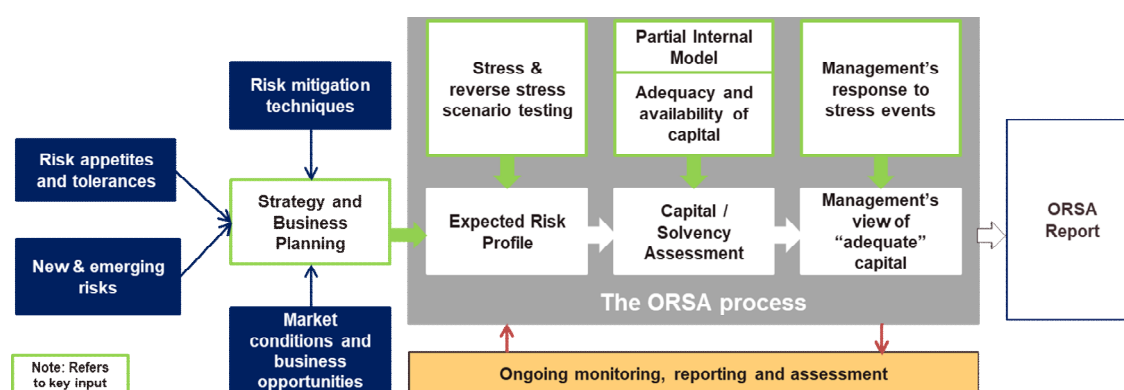 Risk mitigation
techniques
Risk appetites
and tolerances
New & emerging
risks
Strategy and
Business
Planning
Market
conditions and
business
opportunities
Note: Refers
to key input
Stress &
reverse stress
scenario testing
Partial Internal
Model
Adequacy and
availability of
capital
Management's
response to
stress events
Expected Risk
Profile
Capital /
Solvency
Assessment
Management's
view of
“adequate”
capital
The ORSA process
Ongoing monitoring, reporting and assessment
ORSA
Report